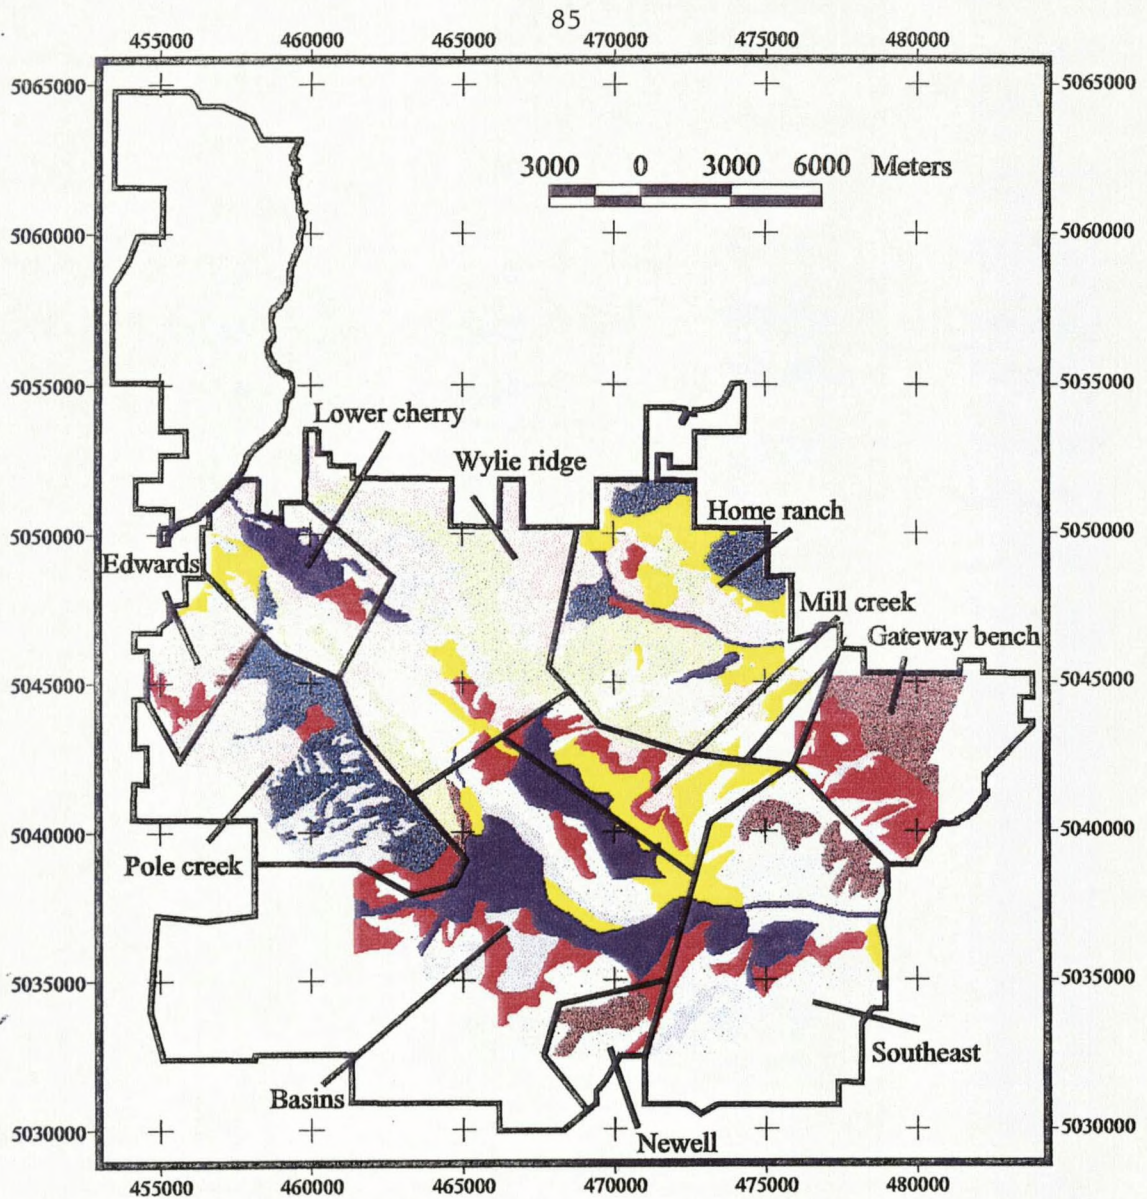 85
455000 460000 465000 470000 475000 480000
5065000 5065000
3000 0 3000 6000 Meters
5060000 5060000
5055000 5055000
Lower cherry
Wylie ridge
Home ranch
5050000 5050000
Edwards
Mill creek
Gateway bench
5045000 5045000
5040000 5040000
Pole creek
5035000 5035000
Southeast
Basins
5030000 5030000
Newell
455000 460000 465000 470000 475000 480000